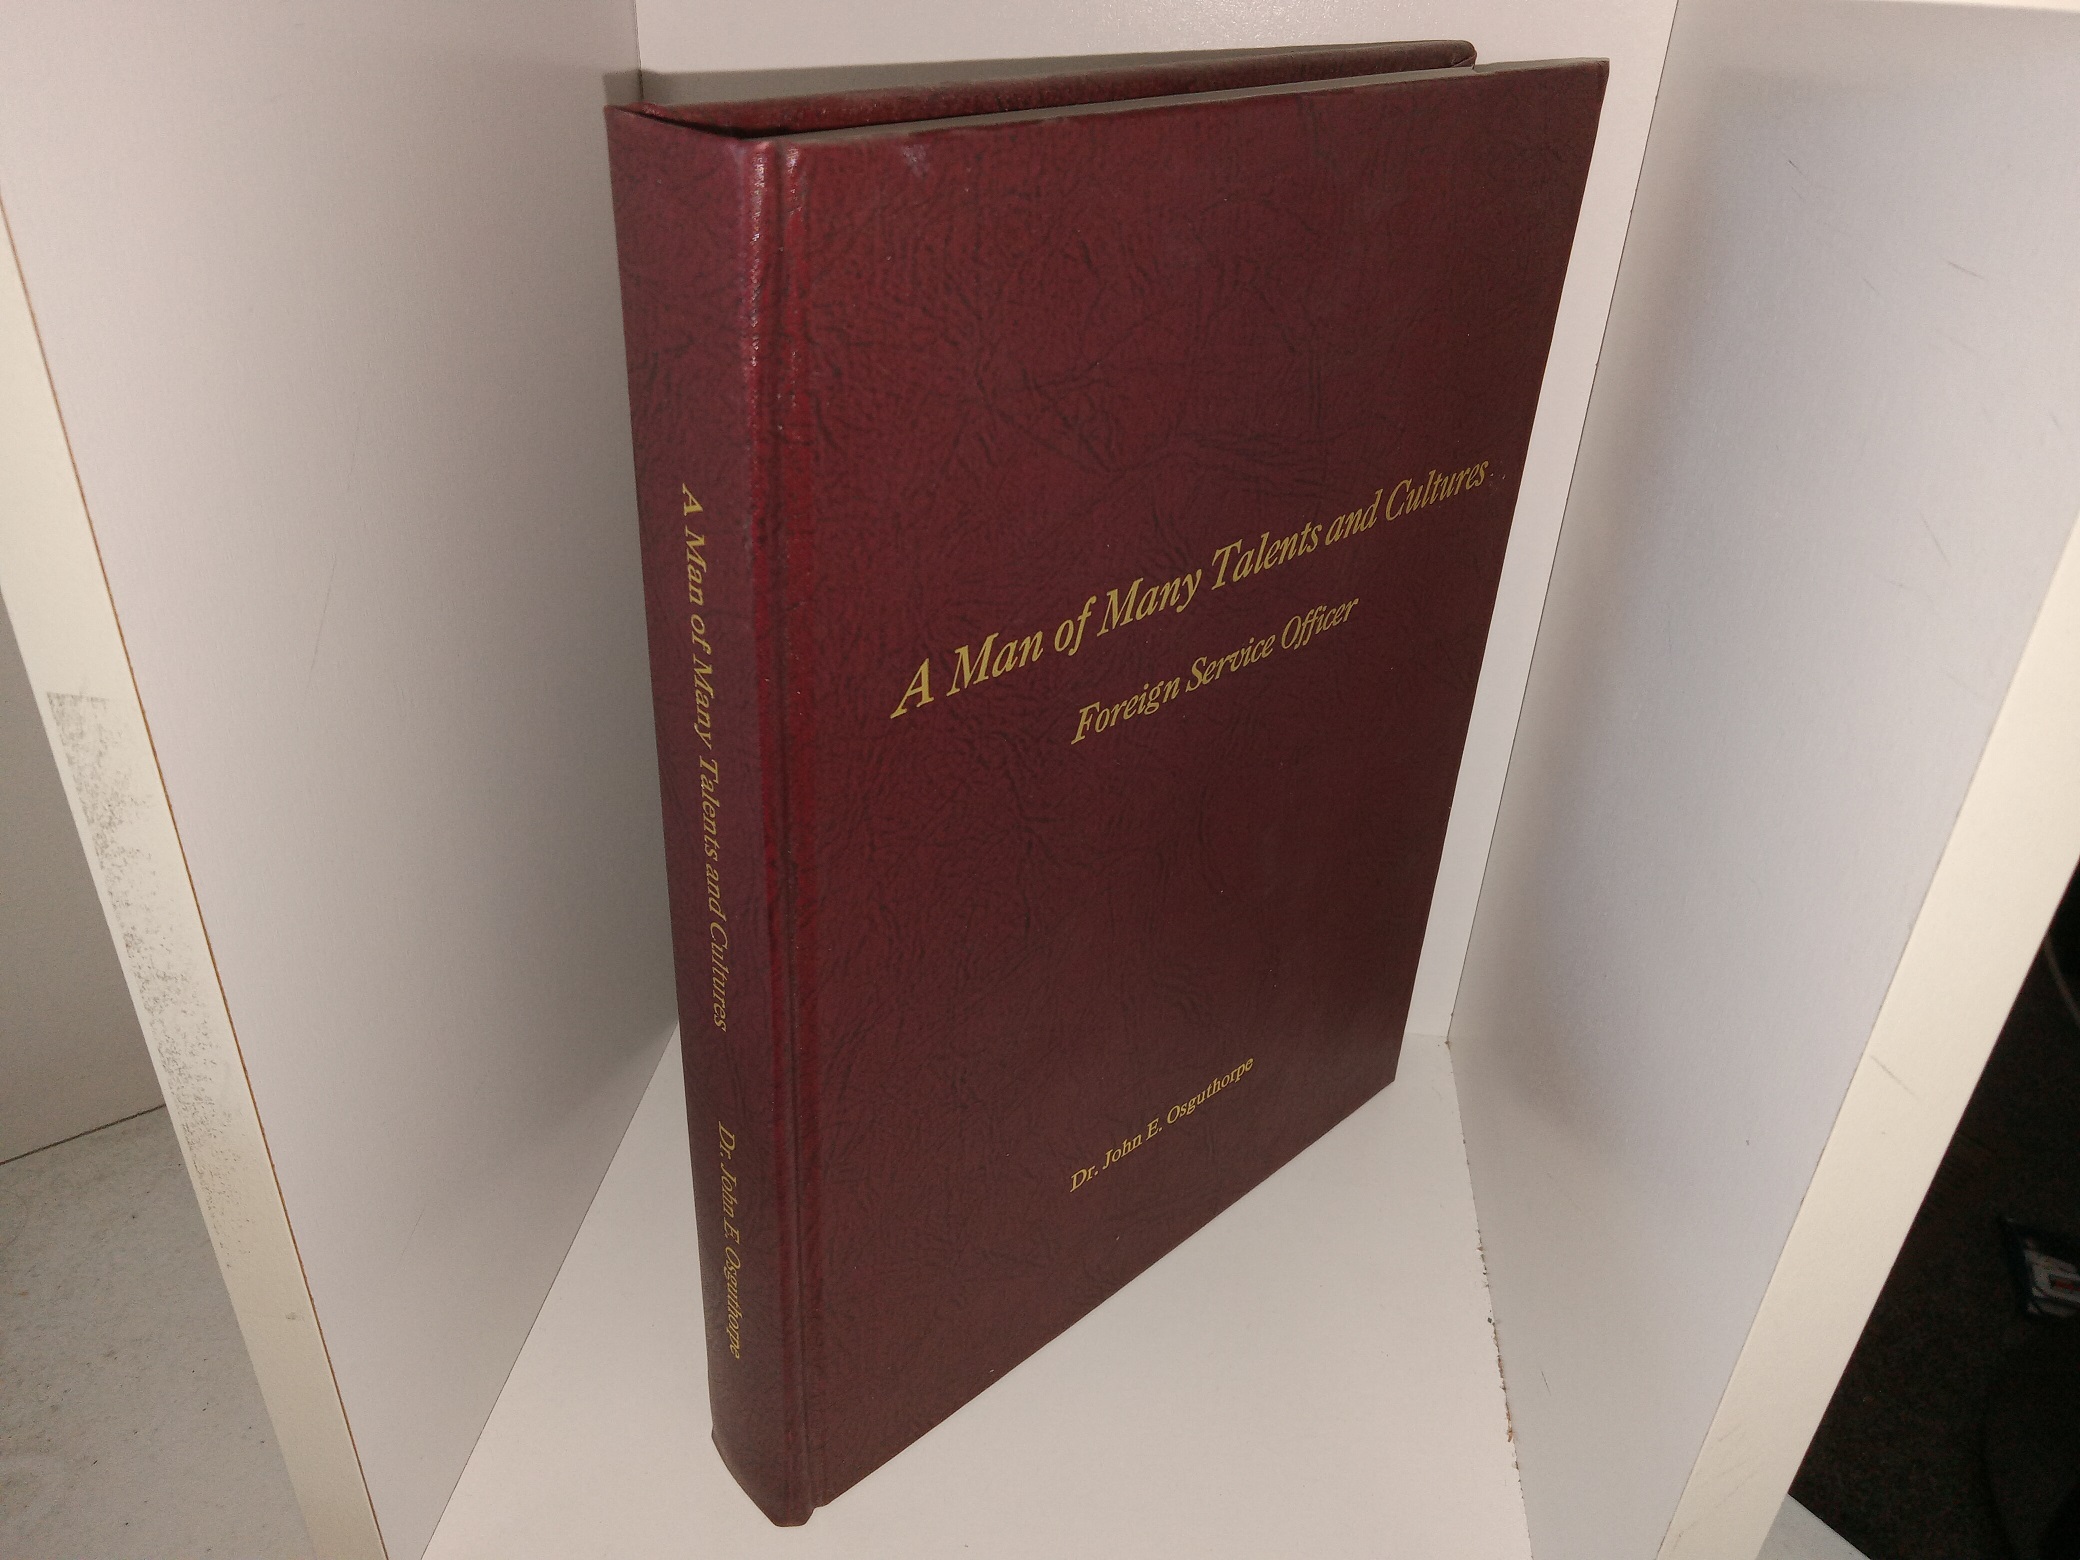 A Man of Many Talents and Cultures
Dr. John E. Osguthorpe
A Man of Many Talents and Cultures
Foreign Service Officer
Dr. John E. Osguthorpe